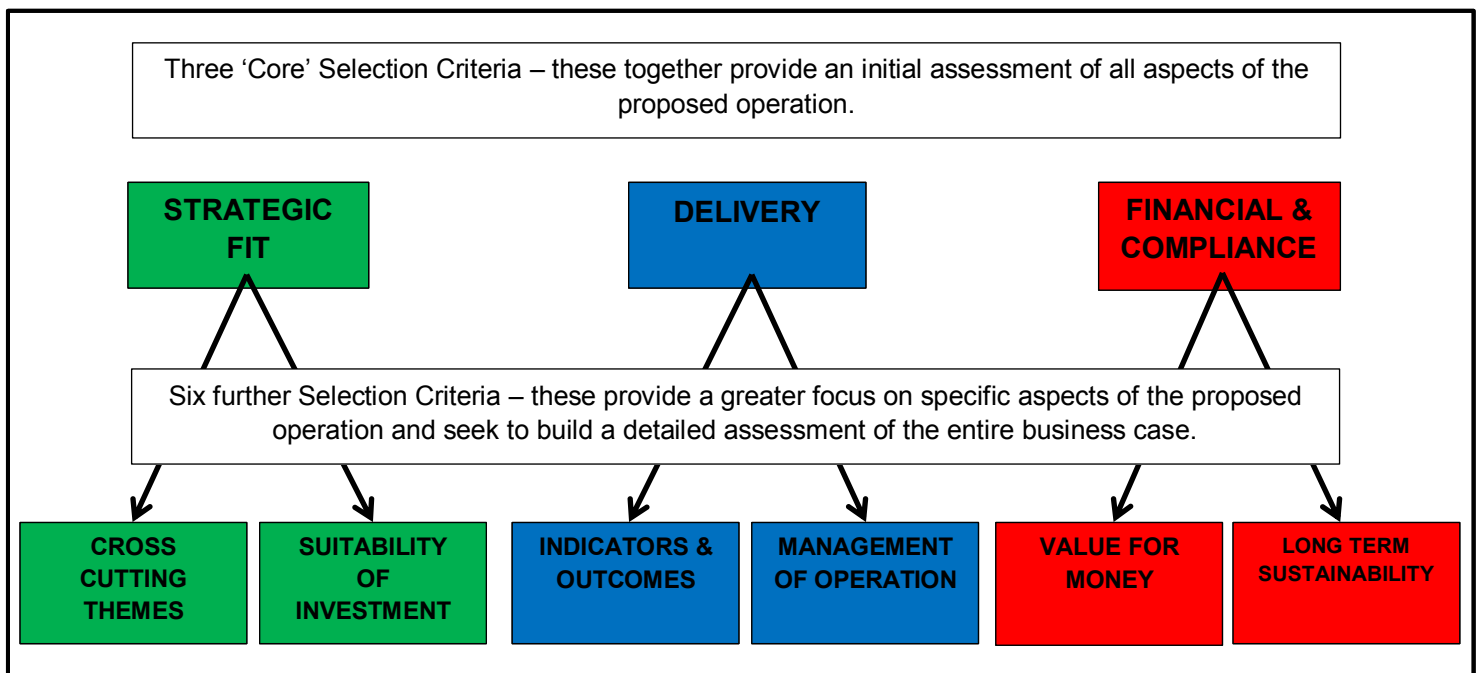 Three ‘Core’ Selection Criteria – these together provide an initial assessment of all aspects of the
proposed operation.
STRATEGIC
FIT
DELIVERY
FINANCIAL &
COMPLIANCE
Six further Selection Criteria – these provide a greater focus on specific aspects of the proposed
operation and seek to build a detailed assessment of the entire business case.
CROSS
CUTTING
THEMES
SUITABILITY
OF
INVESTMENT
INDICATORS &
OUTCOMES
MANAGEMENT
OF OPERATION
VALUE FOR
MONEY
LONG TERM
SUSTAINABILITY